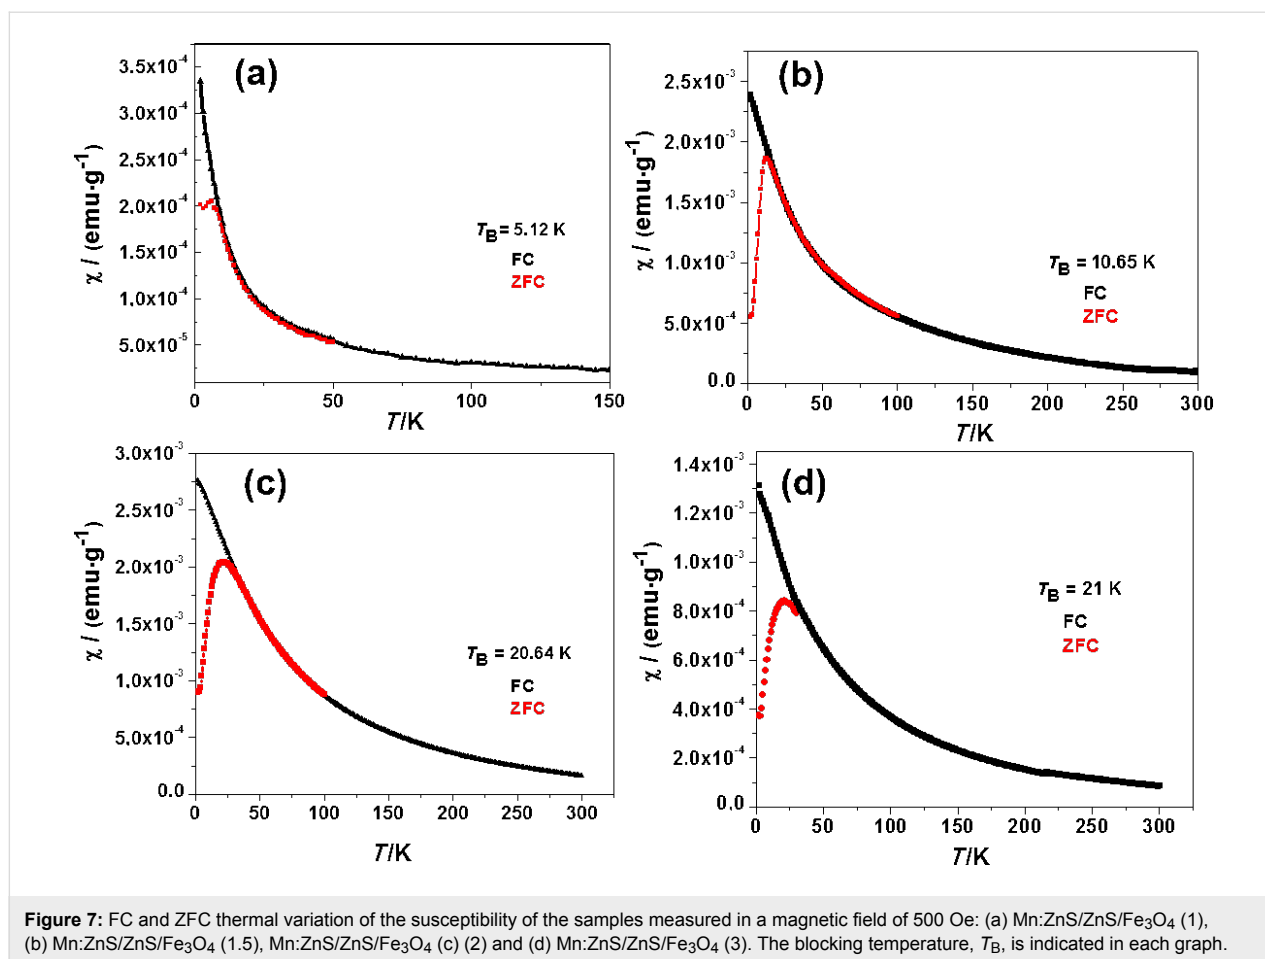 (a)
3.5x10⁻⁴
3.0x10⁻⁴
2.5x10⁻⁴
2.0x10⁻⁴
1.5x10⁻⁴
1.0x10⁻⁴
5.0x10⁻⁵
χ / (emu·g⁻¹)
T_B = 5.12 K
FC
ZFC
0 50 100 150
T/K
(b)
2.5x10⁻³
2.0x10⁻³
1.5x10⁻³
1.0x10⁻³
5.0x10⁻⁴
0.0
χ / (emu·g⁻¹)
T_B = 10.65 K
FC
ZFC
0 50 100 150 200 250 300
T/K
(c)
3.0x10⁻³
2.5x10⁻³
2.0x10⁻³
1.5x10⁻³
1.0x10⁻³
5.0x10⁻⁴
0.0
χ / (emu·g⁻¹)
T_B = 20.64 K
FC
ZFC
0 50 100 150 200 250 300
T/K
(d)
1.4x10⁻³
1.2x10⁻³
1.0x10⁻³
8.0x10⁻⁴
6.0x10⁻⁴
4.0x10⁻⁴
2.0x10⁻⁴
0.0
χ / (emu·g⁻¹)
T_B = 21 K
FC
ZFC
0 50 100 150 200 250 300
T/K
Figure 7: FC and ZFC thermal variation of the susceptibility of the samples measured in a magnetic field of 500 Oe: (a) Mn:ZnS/ZnS/Fe₃O₄ (1),
(b) Mn:ZnS/ZnS/Fe₃O₄ (1.5), Mn:ZnS/ZnS/Fe₃O₄ (c) (2) and (d) Mn:ZnS/ZnS/Fe₃O₄ (3). The blocking temperature, T_B, is indicated in each graph.